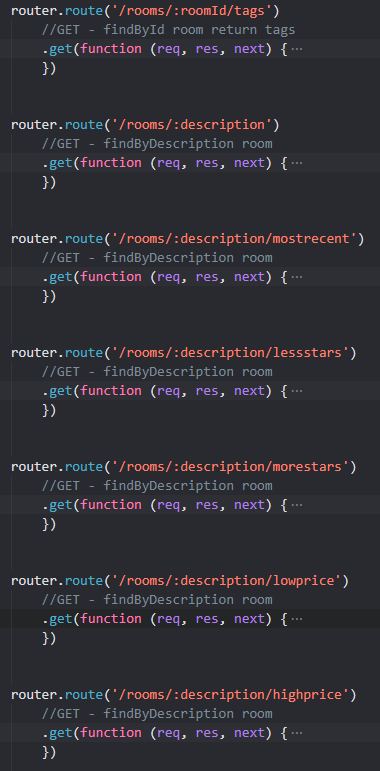 router.route('/rooms/:roomId/tags')
//GET - findById room return tags
.get(function (req, res, next) {···
})
router.route('/rooms/:description')
//GET - findByDescription room
.get(function (req, res, next) {···
})
router.route('/rooms/:description/mostrecent')
//GET - findByDescription room
.get(function (req, res, next) {···
})
router.route('/rooms/:description/lessstars')
//GET - findByDescription room
.get(function (req, res, next) {···
})
router.route('/rooms/:description/morestars')
//GET - findByDescription room
.get(function (req, res, next) {···
})
router.route('/rooms/:description/lowprice')
//GET - findByDescription room
.get(function (req, res, next) {···
})
router.route('/rooms/:description/highprice')
//GET - findByDescription room
.get(function (req, res, next) {···
})